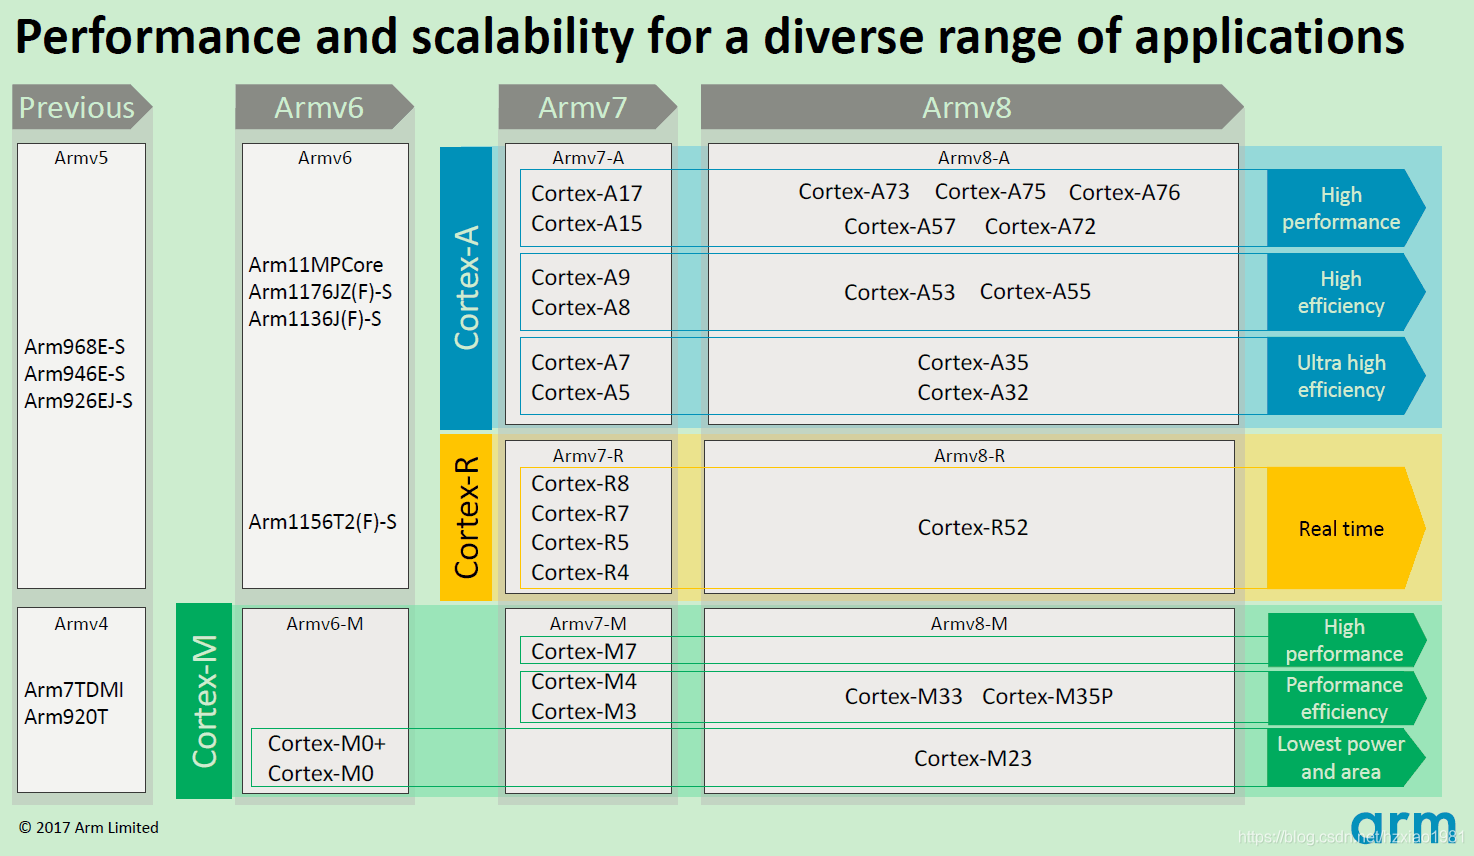 Performance and scalability for a diverse range of applications
Previous
Armv6
Armv7
Armv8
Armv5
Arm968E-S
Arm946E-S
Arm926EJ-S
Armv4
Arm7TDMI
Arm920T
Armv6
Arm11MPCore
Arm1176JZ(F)-S
Arm1136J(F)-S
Arm1156T2(F)-S
Cortex-A
Armv7-A
Cortex-A17
Cortex-A15
Cortex-A9
Cortex-A8
Cortex-A7
Cortex-A5
Armv8-A
Cortex-A73 Cortex-A75 Cortex-A76
Cortex-A57 Cortex-A72
Cortex-A53 Cortex-A55
Cortex-A35
Cortex-A32
High
performance
High
efficiency
Ultra high
efficiency
Cortex-R
Armv7-R
Cortex-R8
Cortex-R7
Cortex-R5
Cortex-R4
Armv8-R
Cortex-R52
Real time
Cortex-M
Armv6-M
Cortex-M0+
Cortex-M0
Armv7-M
Cortex-M7
Cortex-M4
Cortex-M3
Armv8-M
Cortex-M33 Cortex-M35P
Cortex-M23
High
performance
Performance
efficiency
Lowest power
and area
© 2017 Arm Limited
arm
https://blog.csdn.net/hzxiao1981